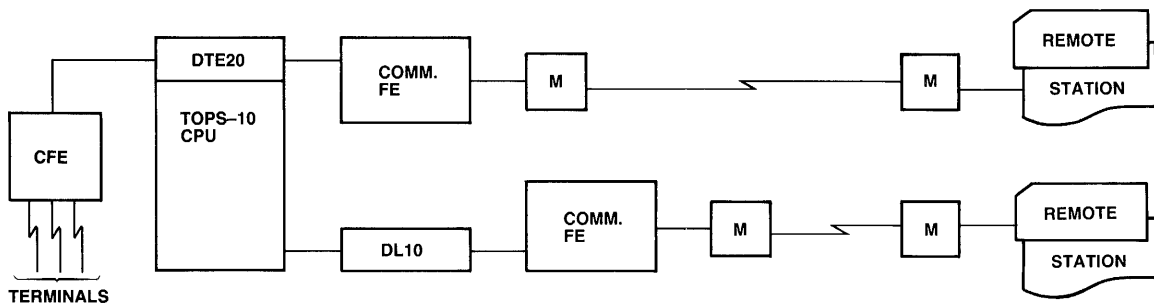 DTE20
TOPS–10
CPU
COMM.
FE
M
M
REMOTE
STATION
CFE
TERMINALS
DL10
COMM.
FE
M
M
REMOTE
STATION